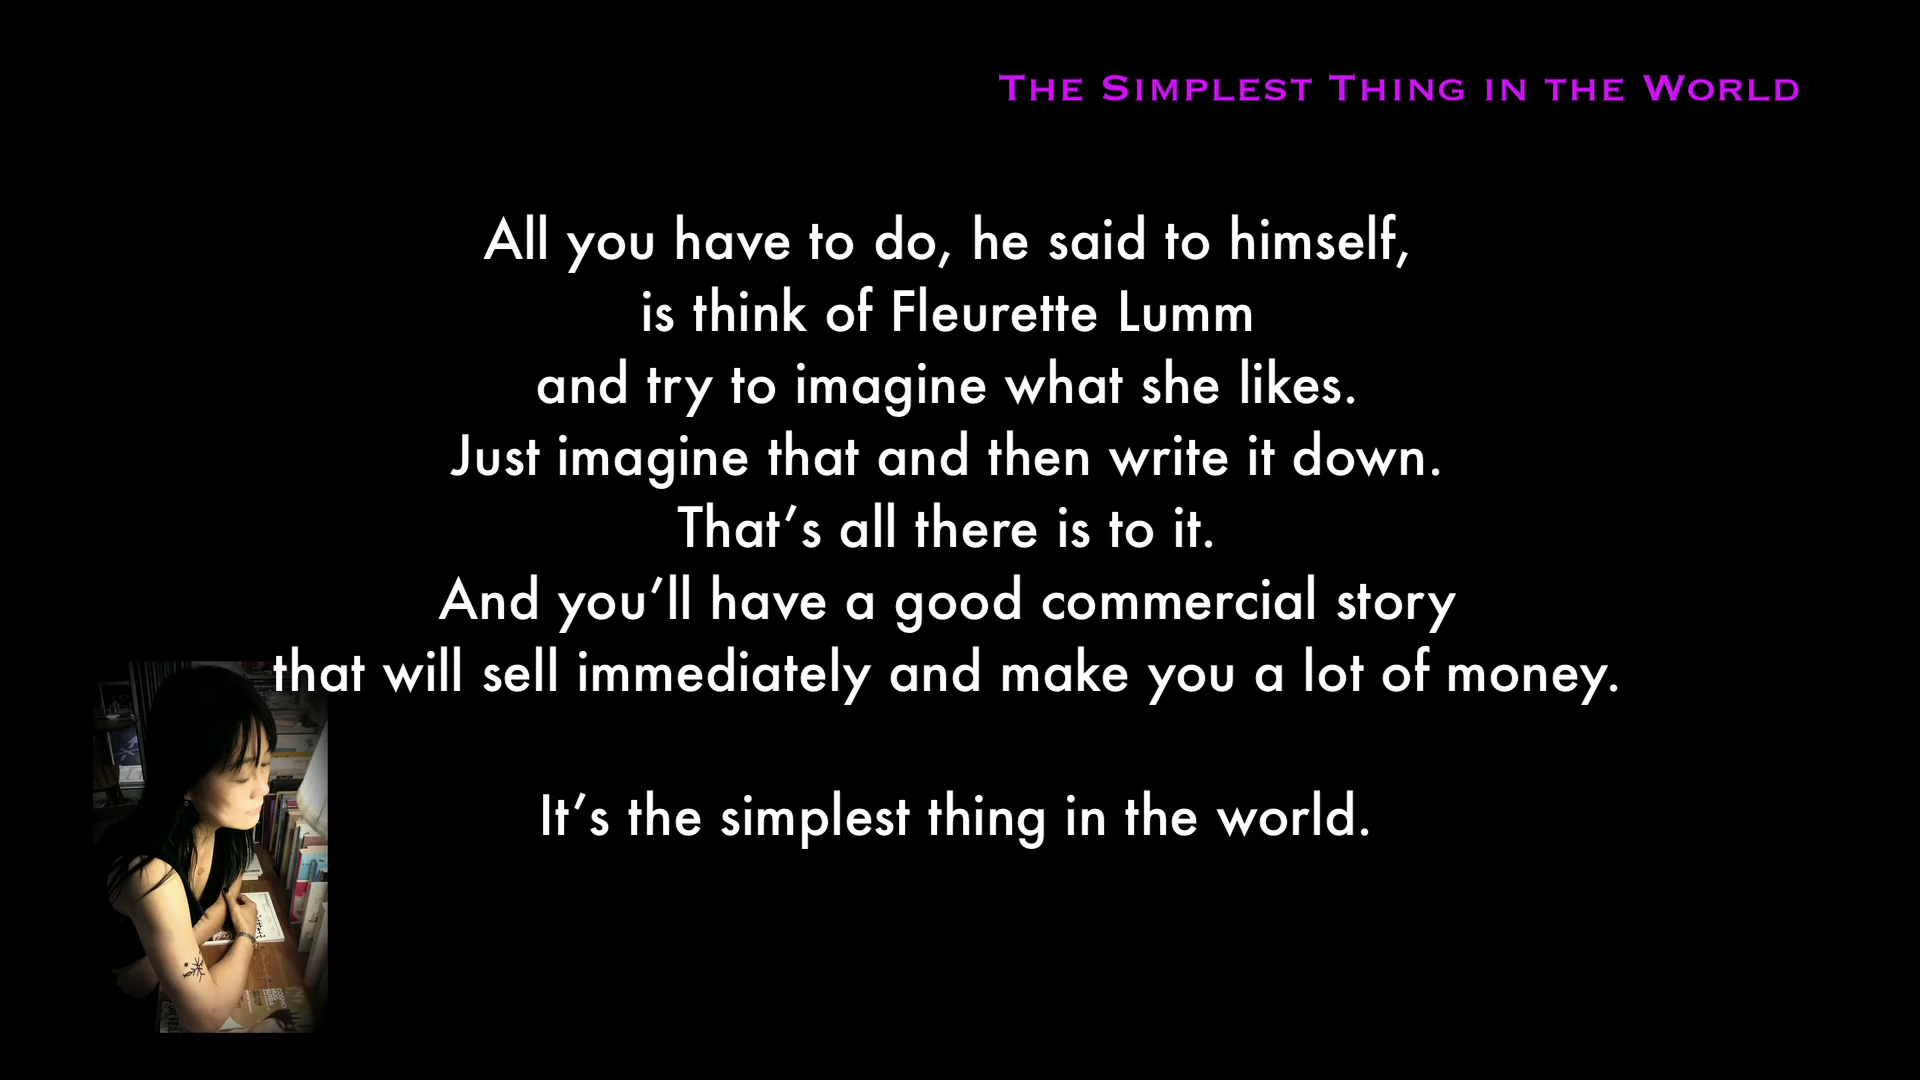 The Simplest Thing in the World
All you have to do, he said to himself,
is think of Fleurette Lumm
and try to imagine what she likes.
Just imagine that and then write it down.
That’s all there is to it.
And you’ll have a good commercial story
that will sell immediately and make you a lot of money.
It’s the simplest thing in the world.